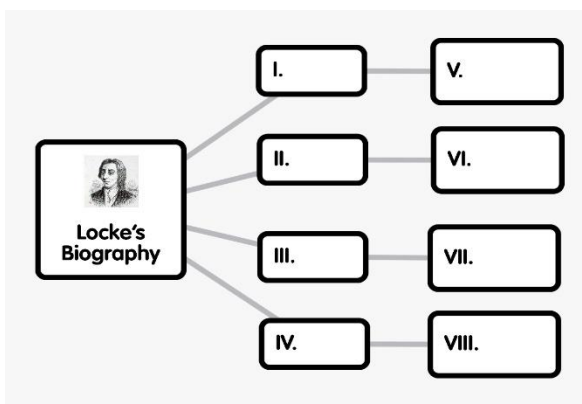 Locke's
Biography
I.
V.
II.
VI.
III.
VII.
IV.
VIII.